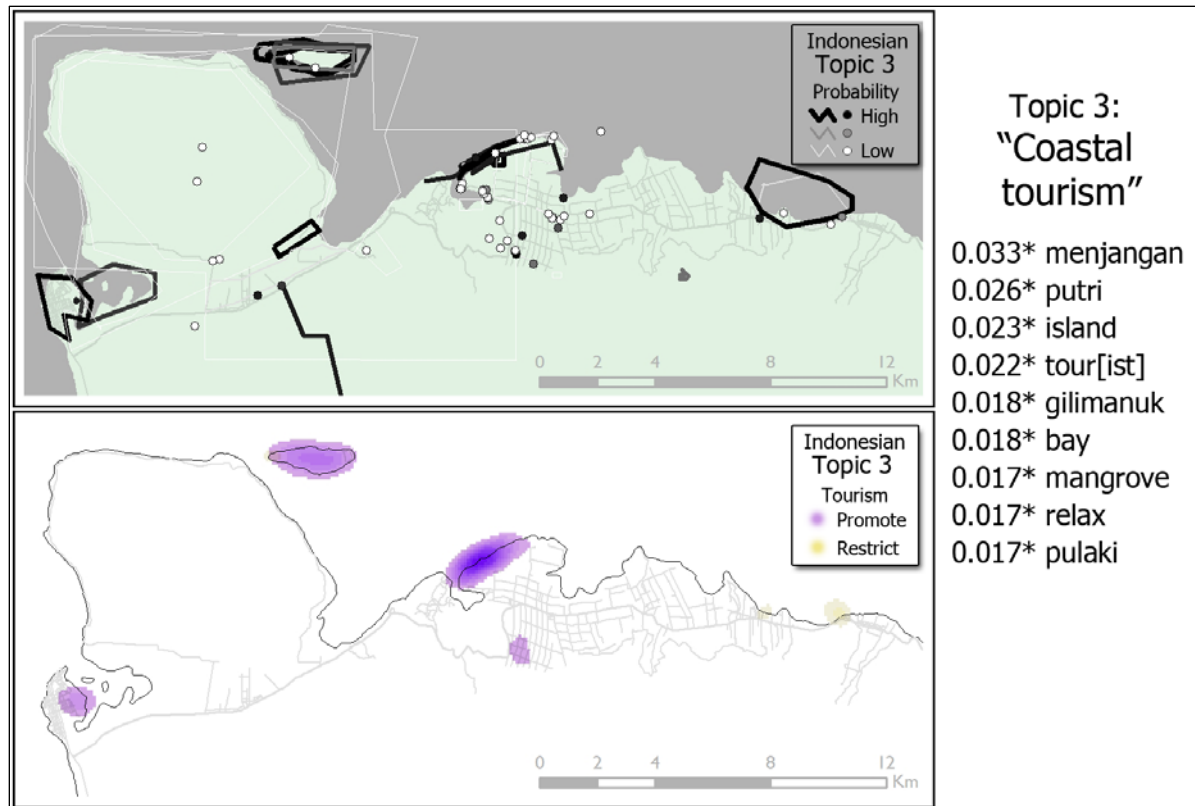 Indonesian
Topic 3
Probability
High
Low
0 2 4 8 12
Km
Indonesian
Topic 3
Tourism
Promote
Restrict
0 2 4 8 12
Km
Topic 3:
“Coastal
tourism”
0.033* menjangan
0.026* putri
0.023* island
0.022* tour[ist]
0.018* gilimanuk
0.018* bay
0.017* mangrove
0.017* relax
0.017* pulaki